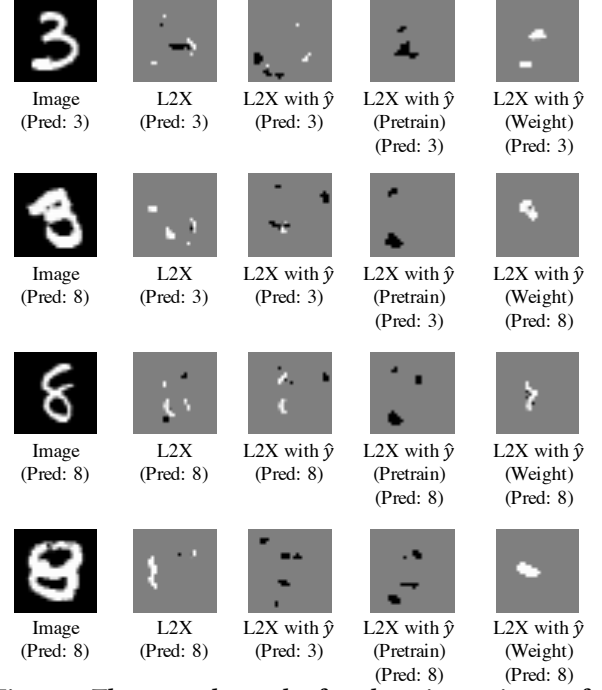 Image L2X L2X with ŷ L2X with ŷ L2X with ŷ
(Pred: 3) (Pred: 3) (Pred: 3) (Pretrain) (Weight)
(Pred: 3) (Pred: 3)
Image L2X L2X with ŷ L2X with ŷ L2X with ŷ
(Pred: 8) (Pred: 3) (Pred: 3) (Pretrain) (Weight)
(Pred: 3) (Pred: 8)
Image L2X L2X with ŷ L2X with ŷ L2X with ŷ
(Pred: 8) (Pred: 8) (Pred: 8) (Pretrain) (Weight)
(Pred: 8) (Pred: 8)
Image L2X L2X with ŷ L2X with ŷ L2X with ŷ
(Pred: 8) (Pred: 8) (Pred: 3) (Pretrain) (Weight)
(Pred: 8) (Pred: 8)